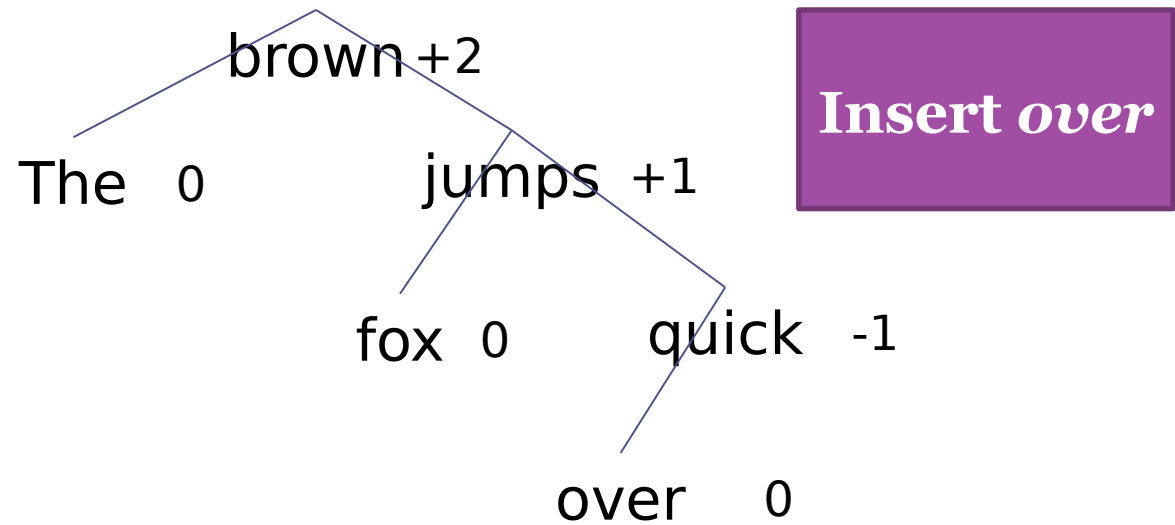 brown +2
Insert over
The 0
jumps +1
fox 0
quick -1
over 0